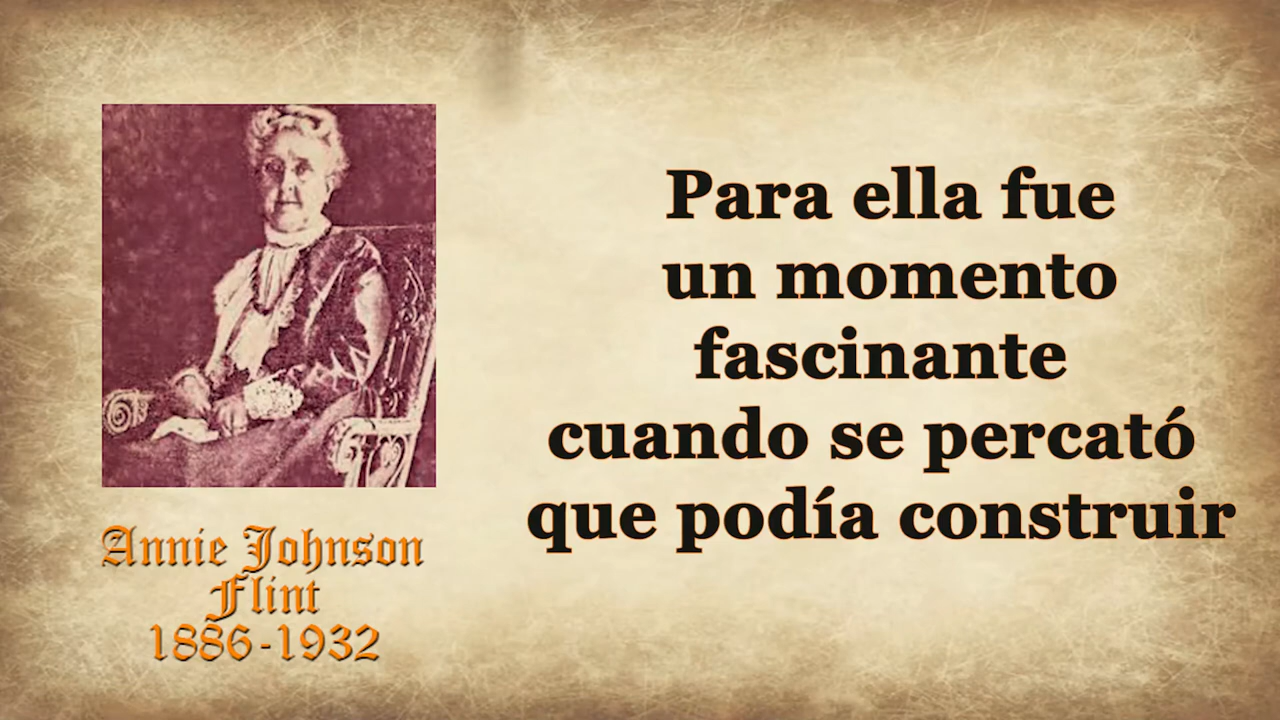 Para ella fue
un momento
fascinante
cuando se percató
que podía construir
Annie Johnson
Flint
1886-1932